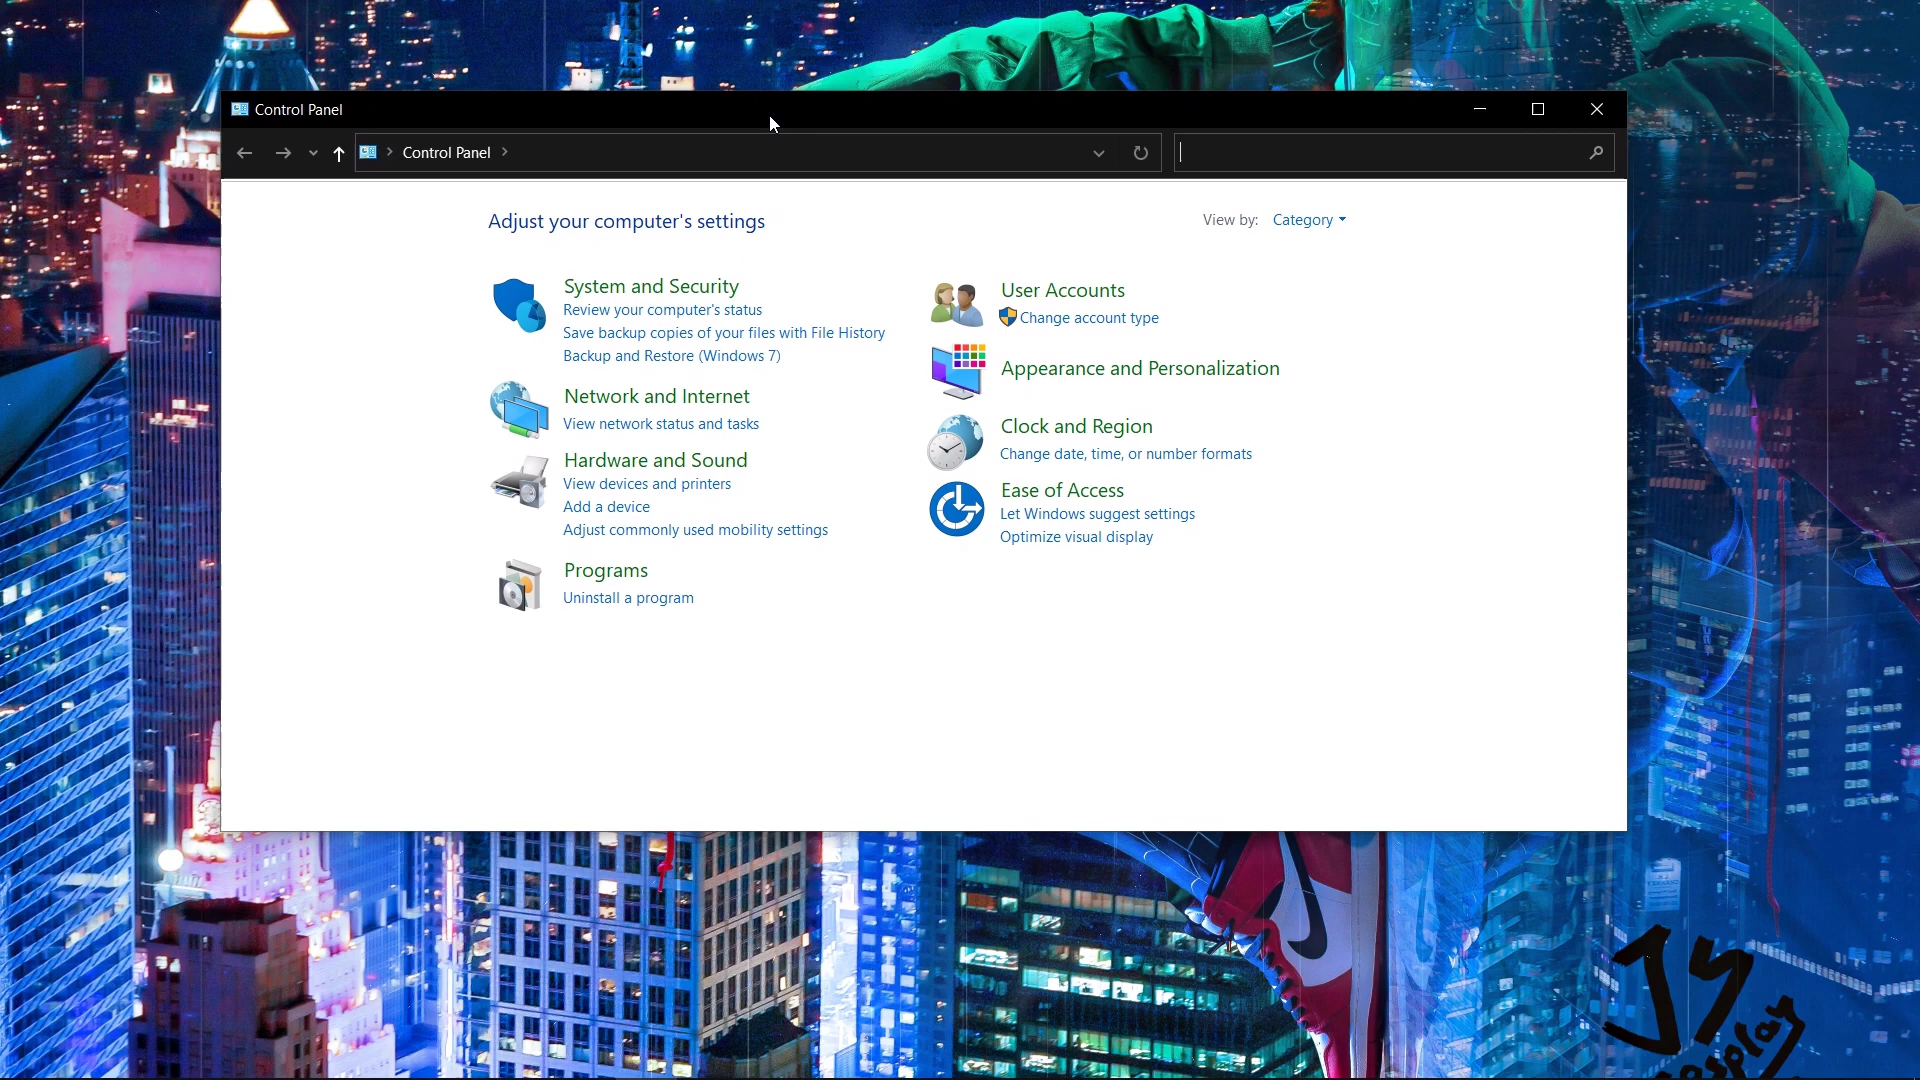 Control Panel
Control Panel
Adjust your computer's settings
View by: Category
System and Security
Review your computer's status
Save backup copies of your files with File History
Backup and Restore (Windows 7)
Network and Internet
View network status and tasks
Hardware and Sound
View devices and printers
Add a device
Adjust commonly used mobility settings
Programs
Uninstall a program
User Accounts
Change account type
Appearance and Personalization
Clock and Region
Change date, time, or number formats
Ease of Access
Let Windows suggest settings
Optimize visual display